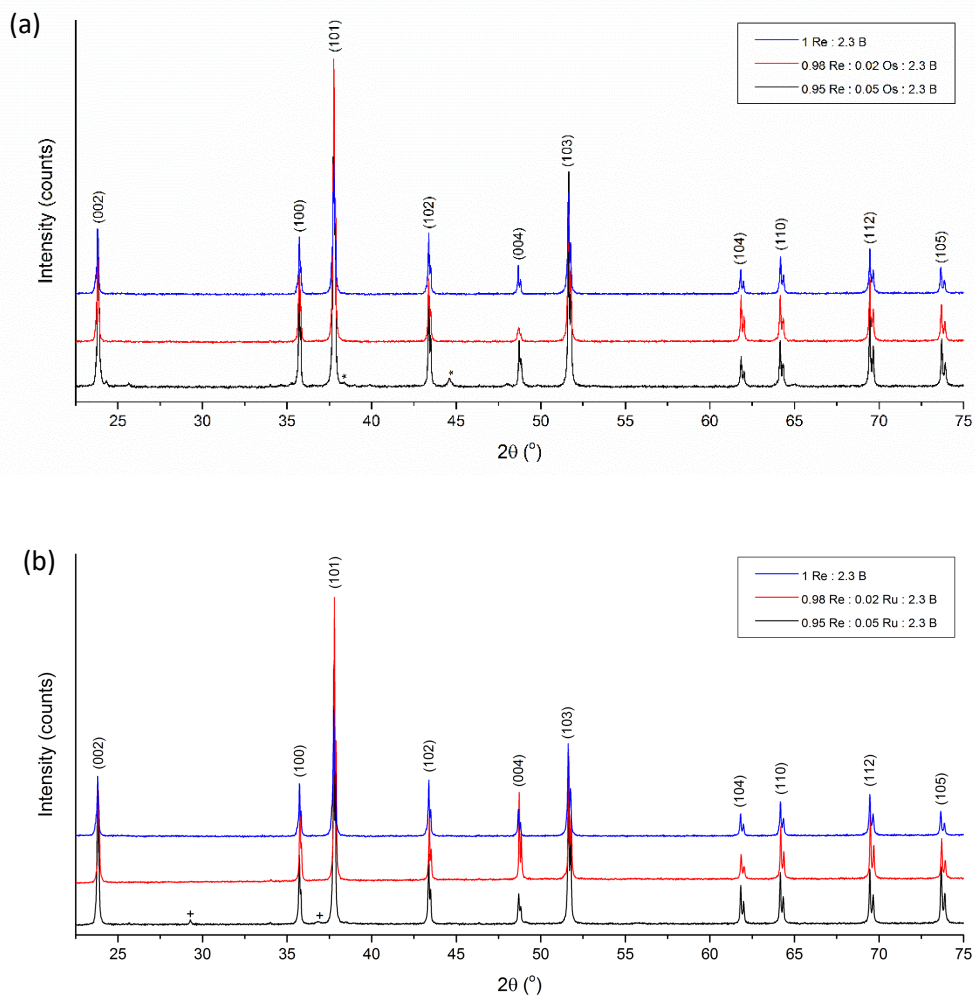 (a)
1 Re : 2.3 B
0.98 Re : 0.02 Os : 2.3 B
0.95 Re : 0.05 Os : 2.3 B
Intensity (counts)
(002)
(100)
(101)
(102)
(004)
(103)
(104)
(110)
(112)
(105)
*
*
25 30 35 40 45 50 55 60 65 70 75
2θ (°)
(b)
1 Re : 2.3 B
0.98 Re : 0.02 Ru : 2.3 B
0.95 Re : 0.05 Ru : 2.3 B
Intensity (counts)
(002)
(100)
(101)
(102)
(004)
(103)
(104)
(110)
(112)
(105)
+
+
25 30 35 40 45 50 55 60 65 70 75
2θ (°)